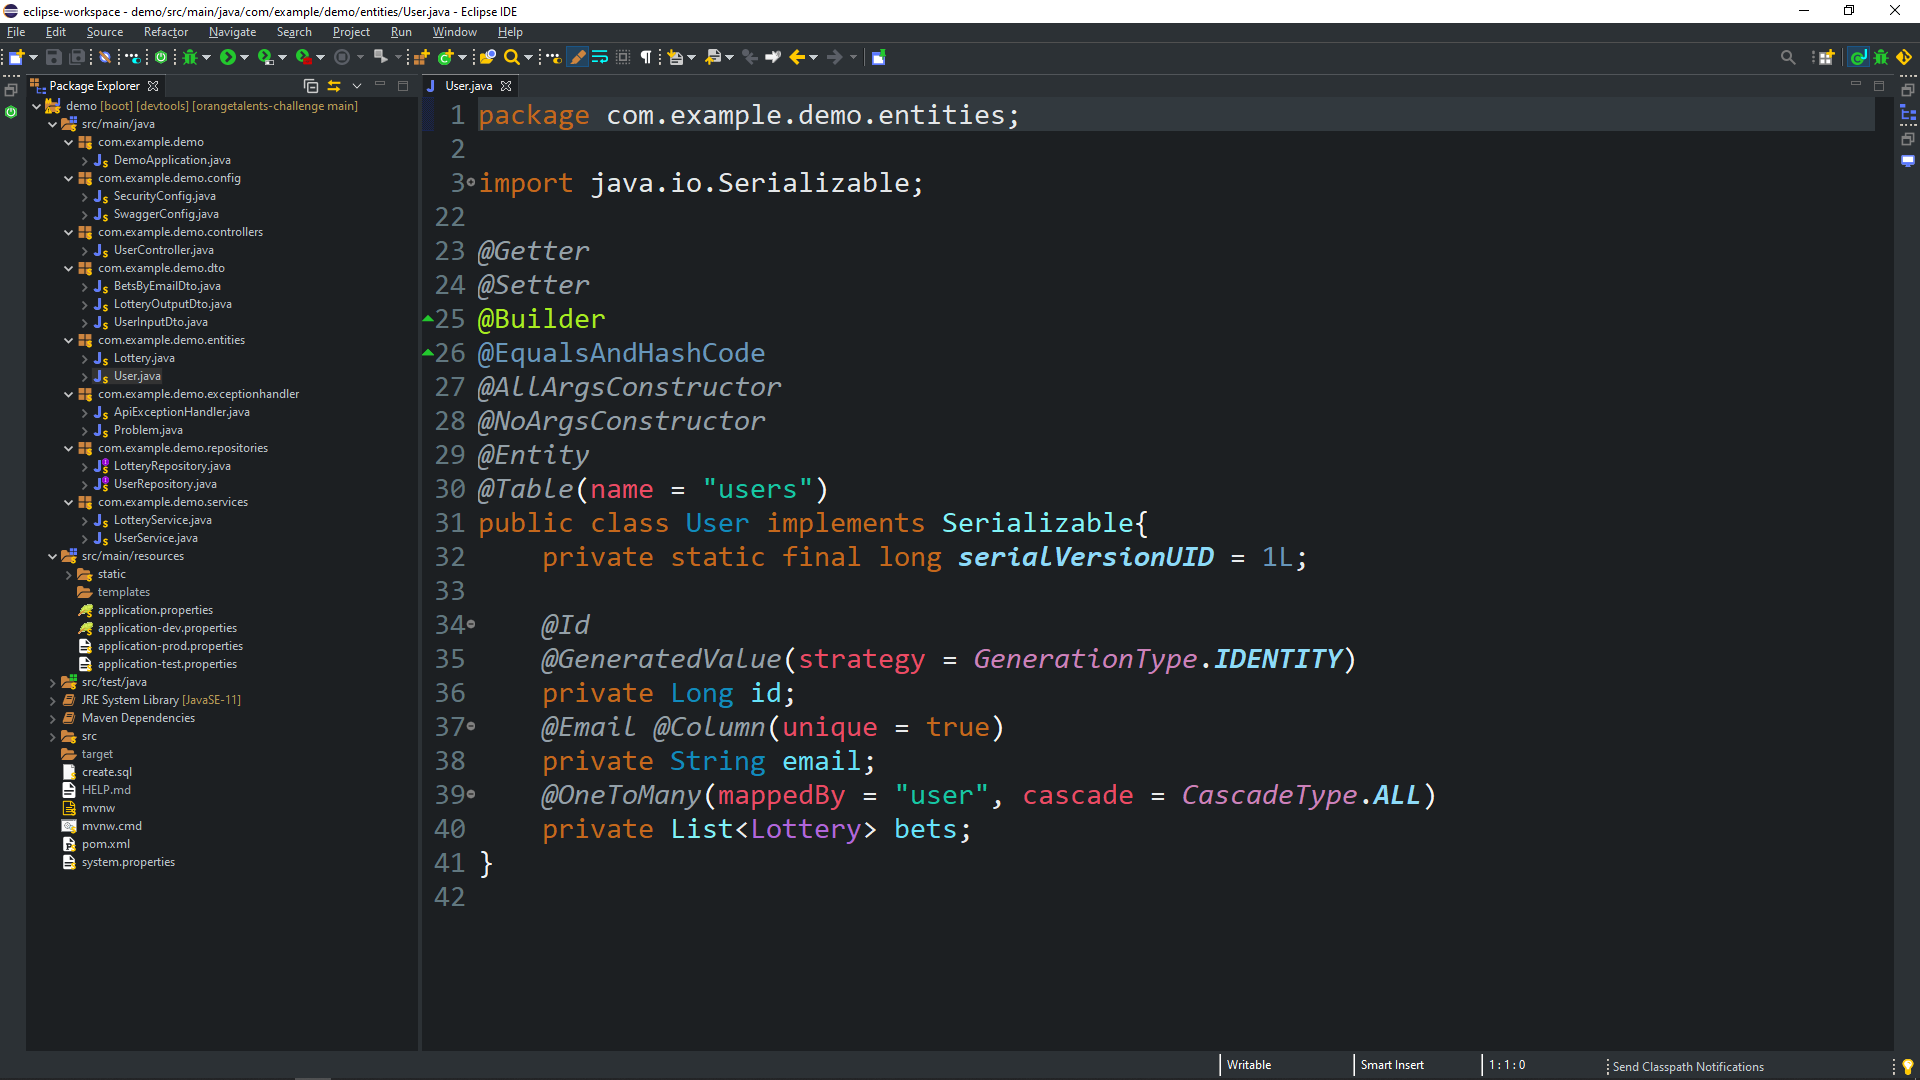 eclipse-workspace - demo/src/main/java/com/example/demo/entities/User.java - Eclipse IDE
File Edit Source Refactor Navigate Search Project Run Window Help
Package Explorer
demo [boot] [devtools] [orangetalents-challenge main]
src/main/java
com.example.demo
DemoApplication.java
com.example.demo.config
SecurityConfig.java
SwaggerConfig.java
com.example.demo.controllers
UserController.java
com.example.demo.dto
BetsByEmailDto.java
LotteryOutputDto.java
UserInputDto.java
com.example.demo.entities
Lottery.java
User.java
com.example.demo.exceptionhandler
ApiExceptionHandler.java
Problem.java
com.example.demo.repositories
LotteryRepository.java
UserRepository.java
com.example.demo.services
LotteryService.java
UserService.java
src/main/resources
static
templates
application.properties
application-dev.properties
application-prod.properties
application-test.properties
src/test/java
JRE System Library [JavaSE-11]
Maven Dependencies
src
target
create.sql
HELP.md
mvnw
mvnw.cmd
pom.xml
system.properties
User.java
1 package com.example.demo.entities;
2
3 import java.io.Serializable;
22
23 @Getter
24 @Setter
25 @Builder
26 @EqualsAndHashCode
27 @AllArgsConstructor
28 @NoArgsConstructor
29 @Entity
30 @Table(name = "users")
31 public class User implements Serializable{
32 private static final long serialVersionUID = 1L;
33
34 @Id
35 @GeneratedValue(strategy = GenerationType.IDENTITY)
36 private Long id;
37 @Email @Column(unique = true)
38 private String email;
39 @OneToMany(mappedBy = "user", cascade = CascadeType.ALL)
40 private List<Lottery> bets;
41 }
42
Writable Smart Insert 1 : 1 : 0 Send Classpath Notifications